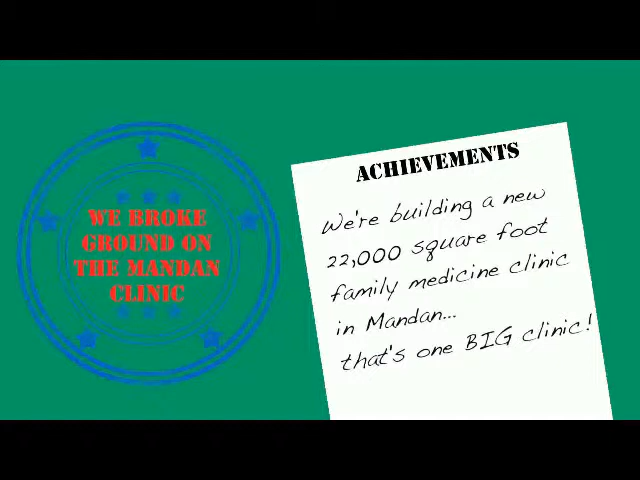 WE BROKE
GROUND ON
THE MANDAN
CLINIC
ACHIEVEMENTS
We're building a new
22,000 square foot
family medicine clinic
in Mandan...
that's one BIG clinic!